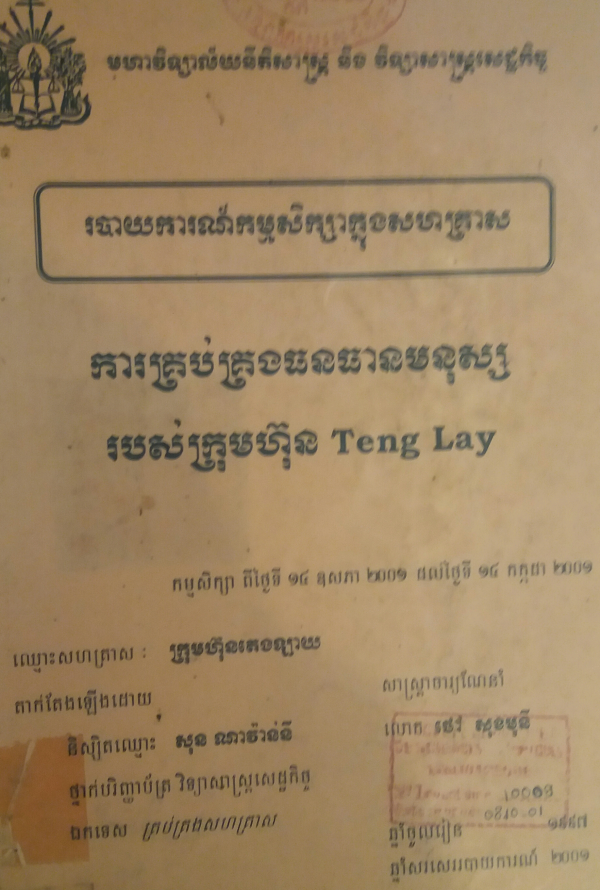 មហាវិទ្យាល័យនីតិសាស្ត្រ និង វិទ្យាសាស្ត្រសេដ្ឋកិច្ច
របាយការណ៍កម្មសិក្សាក្នុងសហគ្រាស
ការគ្រប់គ្រងធនធានមនុស្ស
របស់ក្រុមហ៊ុន Teng Lay
កម្មសិក្សា ពីថ្ងៃទី ១៤ ឧសភា ២០០១ ដល់ថ្ងៃទី ១៤ កក្កដា ២០០១
ឈ្មោះសហគ្រាស : ក្រុមហ៊ុនតេងឡាយ
តាក់តែងឡើងដោយ
និស្សិតឈ្មោះ សុន ណាវ៉ាន់នី
ថ្នាក់បរិញ្ញាប័ត្រ វិទ្យាសាស្ត្រសេដ្ឋកិច្ច
ឯកទេស គ្រប់គ្រងសហគ្រាស
សាស្ត្រាចារ្យណែនាំ
លោក ផៅ សុខមុនី
ឆ្នាំចូលរៀន ១៩៩៧
ឆ្នាំសរសេររបាយការណ៍ ២០០១